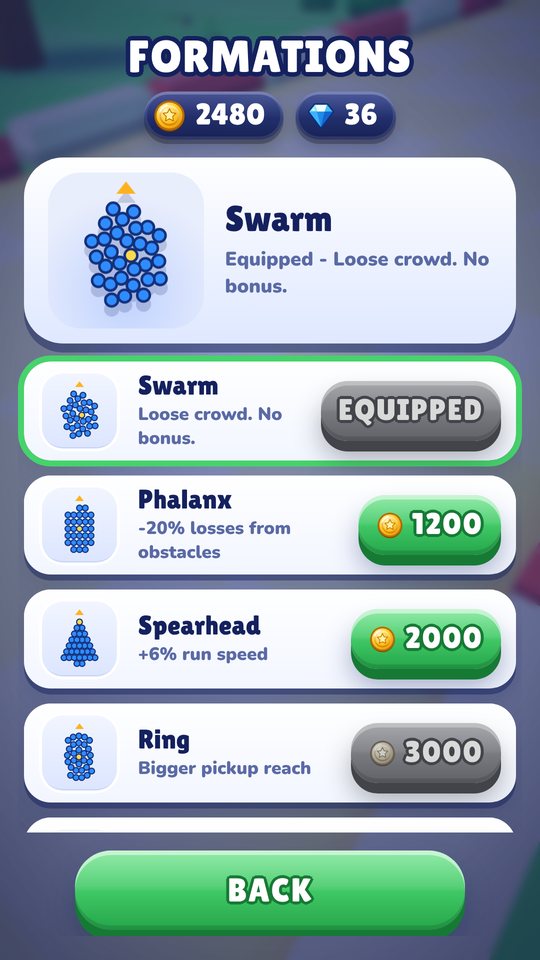 FORMATIONS
2480
36
Swarm
Equipped - Loose crowd. No
bonus.
Swarm
Loose crowd. No
bonus.
EQUIPPED
Phalanx
-20% losses from
obstacles
1200
Spearhead
+6% run speed
2000
Ring
Bigger pickup reach
3000
BACK